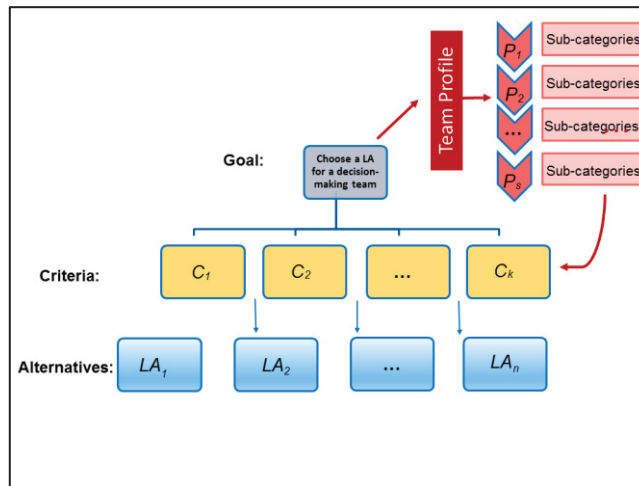 P1
Sub-categories
P2
Sub-categories
...
Sub-categories
Ps
Sub-categories
Team Profile
Goal:
Choose a LA
for a decision-
making team
Criteria:
C1
C2
...
Ck
Alternatives:
LA1
LA2
...
LAn